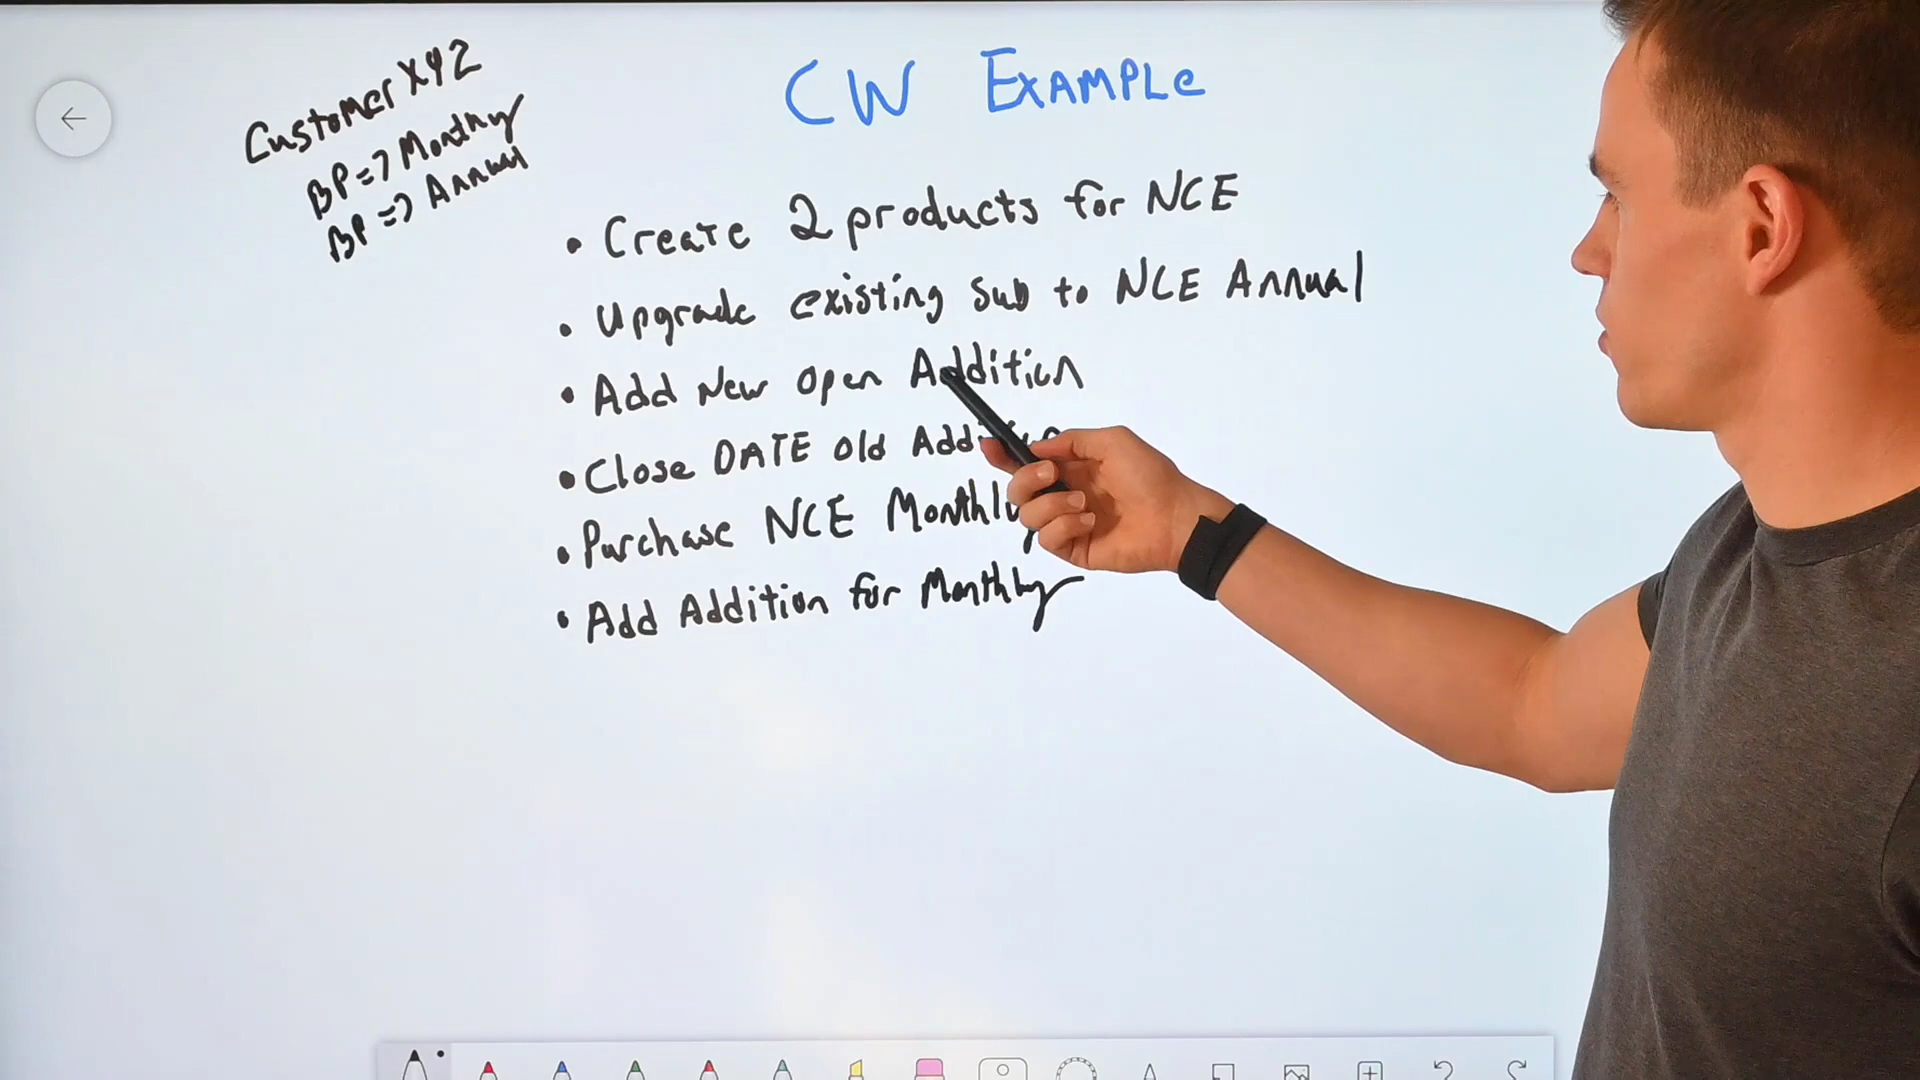 Customer XYZ
BP => Monthly
BP => Annual
CW EXAMPLE
• Create 2 products for NCE
• Upgrade existing Sub to NCE Annual
• Add New Open Addition
• Close DATE old
• Purchase NCE Monthly
• Add Addition for Monthly